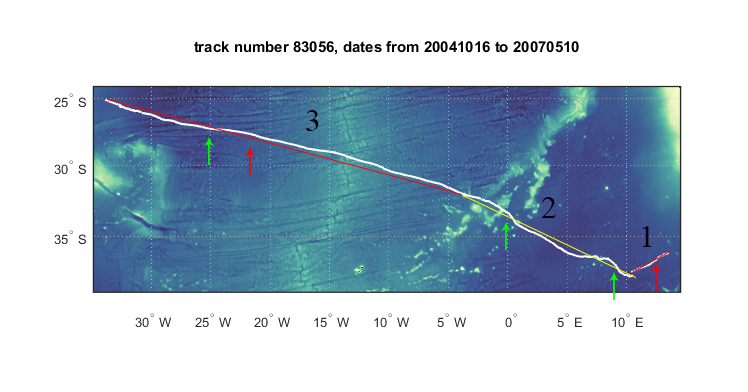 track number 83056, dates from 20041016 to 20070510
25° S
30° S
35° S
3
2
1
30° W
25° W
20° W
15° W
10° W
5° W
0°
5° E
10° E